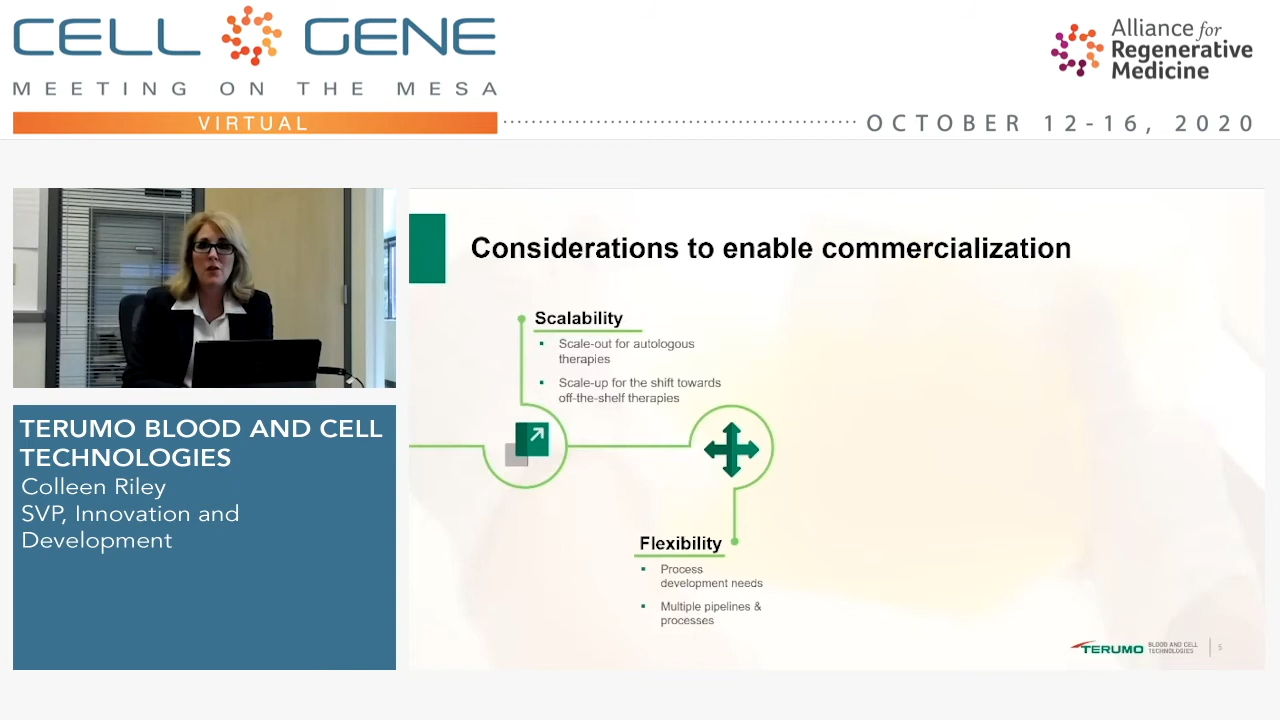 CELL GENE
MEETING ON THE MESA
VIRTUAL
Alliance for
Regenerative
Medicine
OCTOBER 12-16, 2020
TERUMO BLOOD AND CELL
TECHNOLOGIES
Colleen Riley
SVP, Innovation and
Development
Considerations to enable commercialization
Scalability
▪ Scale-out for autologous
therapies
▪ Scale-up for the shift towards
off-the-shelf therapies
Flexibility
▪ Process
development needs
▪ Multiple pipelines &
processes
TERUMO
BLOOD AND CELL
TECHNOLOGIES
5